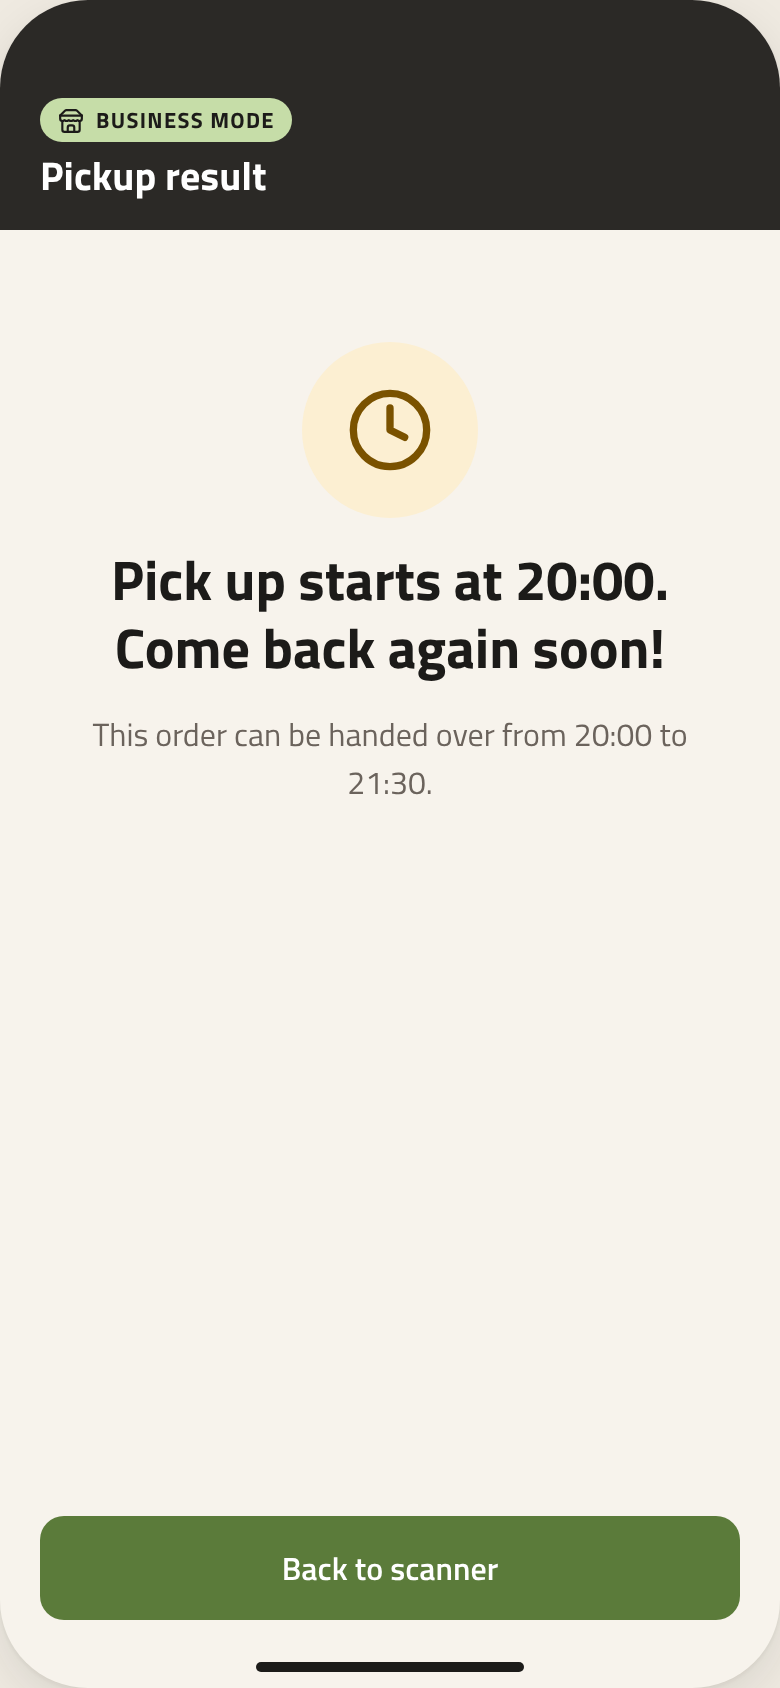 BUSINESS MODE
Pickup result
Pick up starts at 20:00.
Come back again soon!
This order can be handed over from 20:00 to
21:30.
Back to scanner